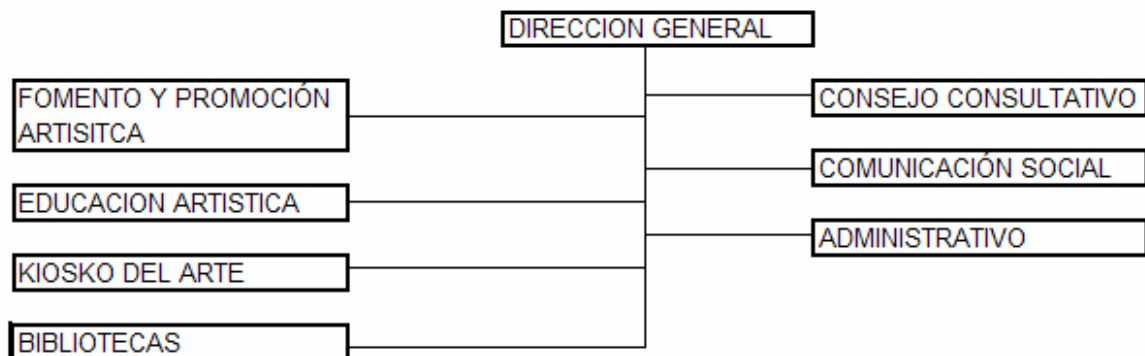 DIRECCION GENERAL
FOMENTO Y PROMOCIÓN
ARTISITCA
EDUCACION ARTISTICA
KIOSKO DEL ARTE
BIBLIOTECAS
CONSEJO CONSULTATIVO
COMUNICACIÓN SOCIAL
ADMINISTRATIVO